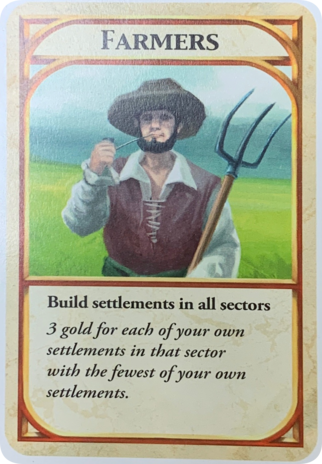 FARMERS
Build settlements in all sectors
3 gold for each of your own
settlements in that sector
with the fewest of your own
settlements.